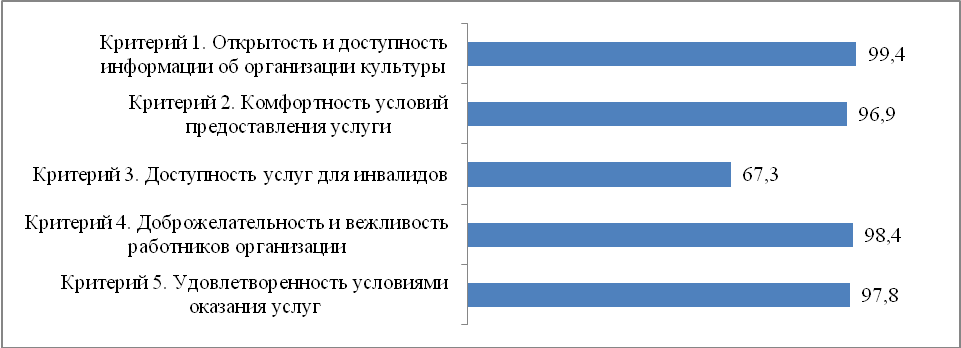 Критерий 1. Открытость и доступность
информации об организации культуры
99,4
Критерий 2. Комфортность условий
предоставления услуги
96,9
Критерий 3. Доступность услуг для инвалидов
67,3
Критерий 4. Доброжелательность и вежливость
работников организации
98,4
Критерий 5. Удовлетворенность условиями
оказания услуг
97,8